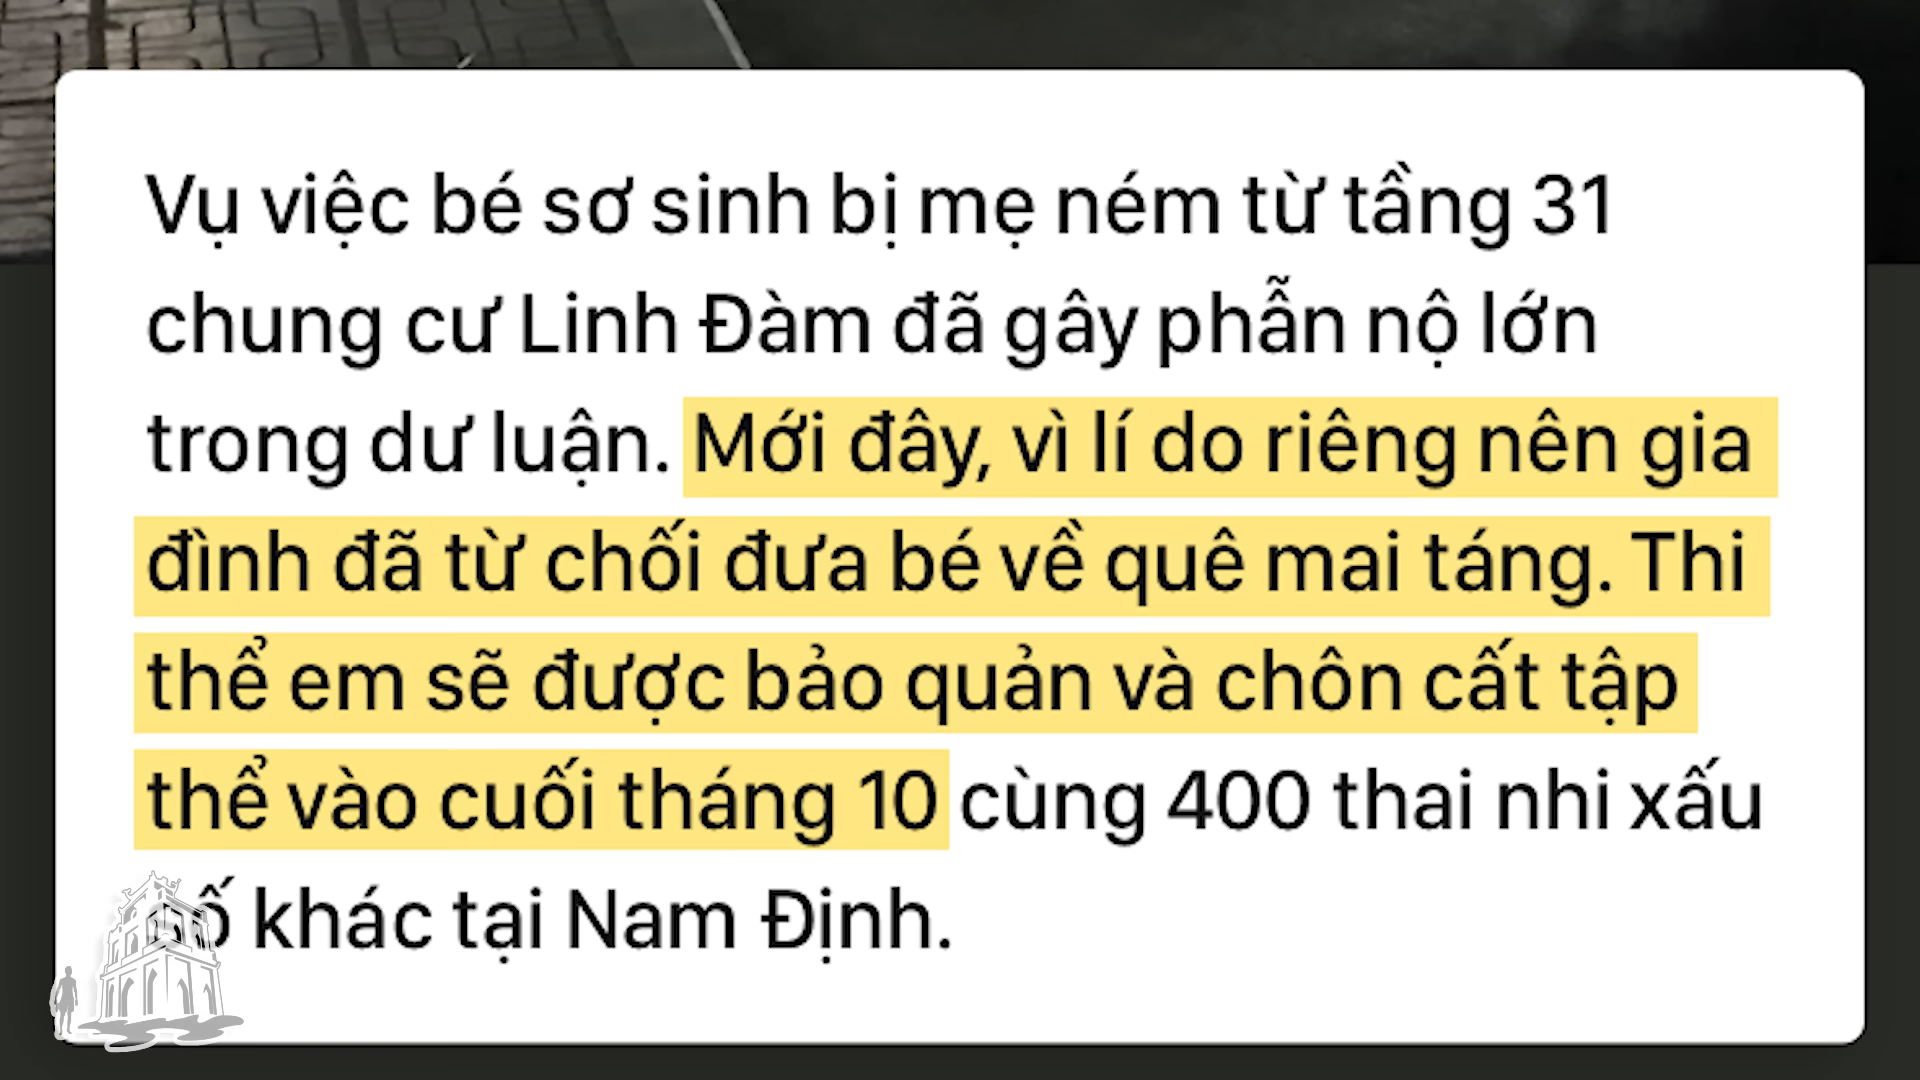 Vụ việc bé sơ sinh bị mẹ ném từ tầng 31
chung cư Linh Đàm đã gây phẫn nộ lớn
trong dư luận. Mới đây, vì lí do riêng nên gia
đình đã từ chối đưa bé về quê mai táng. Thi
thể em sẽ được bảo quản và chôn cất tập
thể vào cuối tháng 10 cùng 400 thai nhi xấu
khác tại Nam Định.